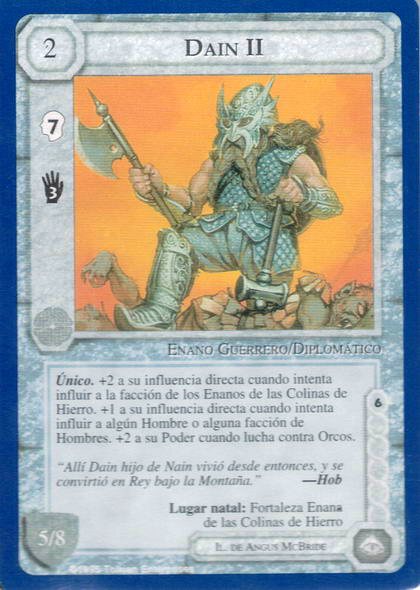 2
DAIN II
7
3
ENANO GUERRERO/DIPLOMÁTICO
Único. +2 a su influencia directa cuando intenta
influir a la facción de los Enanos de las Colinas de
Hierro. +1 a su influencia directa cuando intenta
influir a algún Hombre o alguna facción de
Hombres. +2 a su Poder cuando lucha contra Orcos.
6
"Allí Dain hijo de Nain vivió desde entonces, y se
convirtió en Rey bajo la Montaña." —Hob
Lugar natal: Fortaleza Enana
de las Colinas de Hierro
5/8
IL. DE ANGUS MCBRIDE
©1995 Tolkien Enterprises